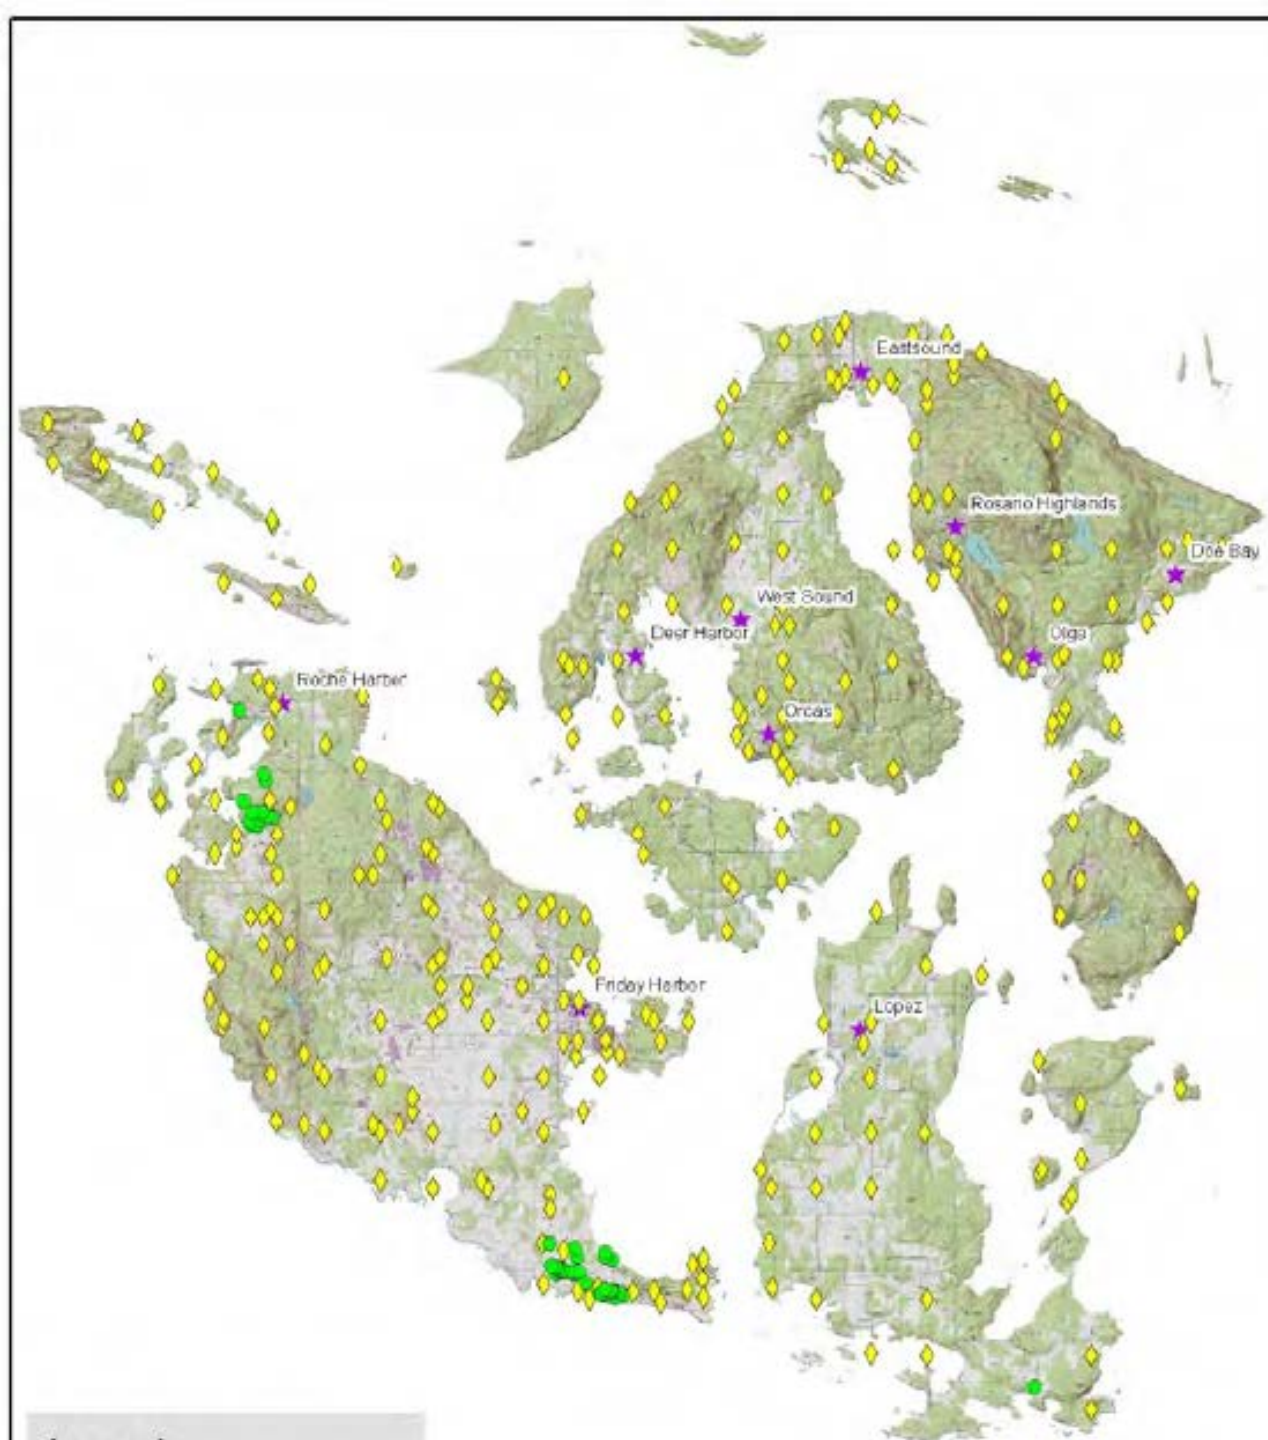 Eastsound
Rosario Highlands
Doe Bay
West Sound
Deer Harbor
Olga
Roche Harbor
Orcas
Friday Harbor
Lopez